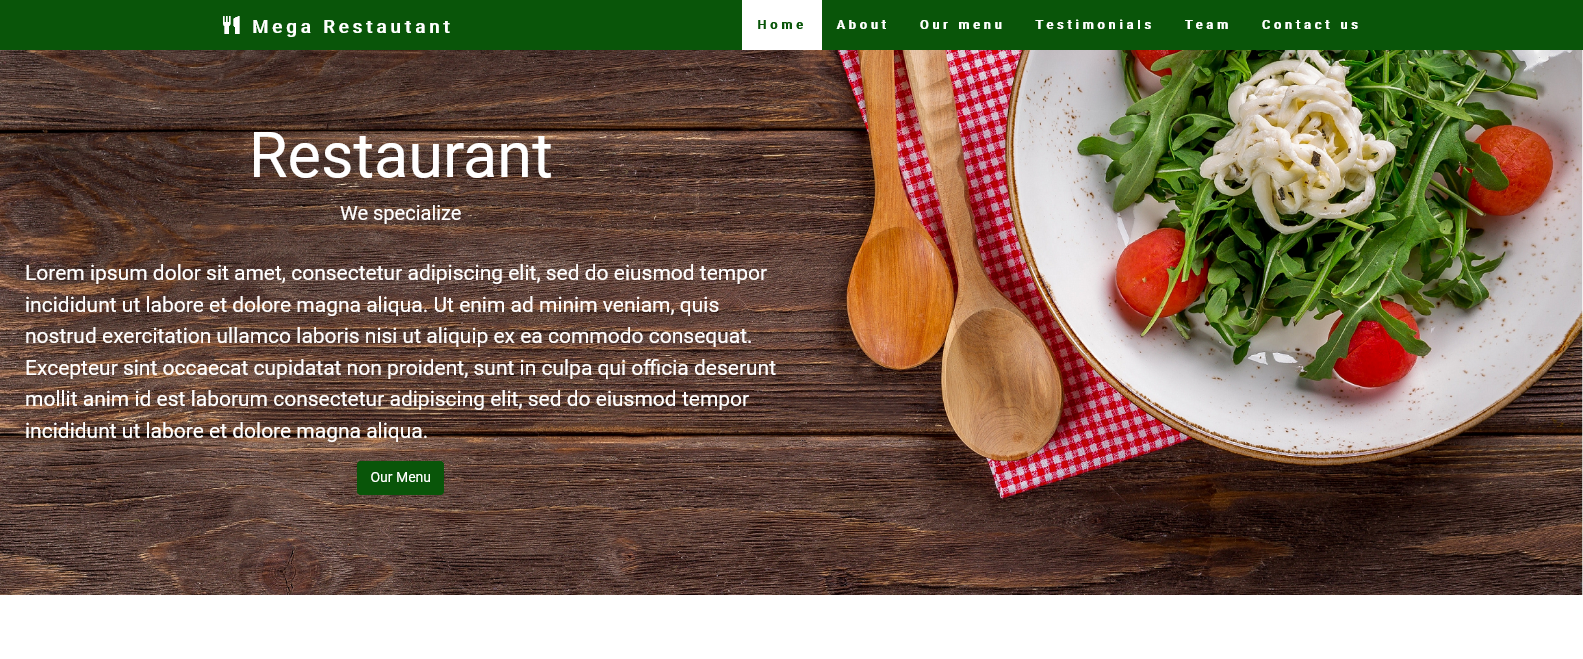 Mega Restautant
Home About Our menu Testimonials Team Contact us
Restaurant
We specialize
Lorem ipsum dolor sit amet, consectetur adipiscing elit, sed do eiusmod tempor
incididunt ut labore et dolore magna aliqua. Ut enim ad minim veniam, quis
nostrud exercitation ullamco laboris nisi ut aliquip ex ea commodo consequat.
Excepteur sint occaecat cupidatat non proident, sunt in culpa qui officia deserunt
mollit anim id est laborum consectetur adipiscing elit, sed do eiusmod tempor
incididunt ut labore et dolore magna aliqua.
Our Menu